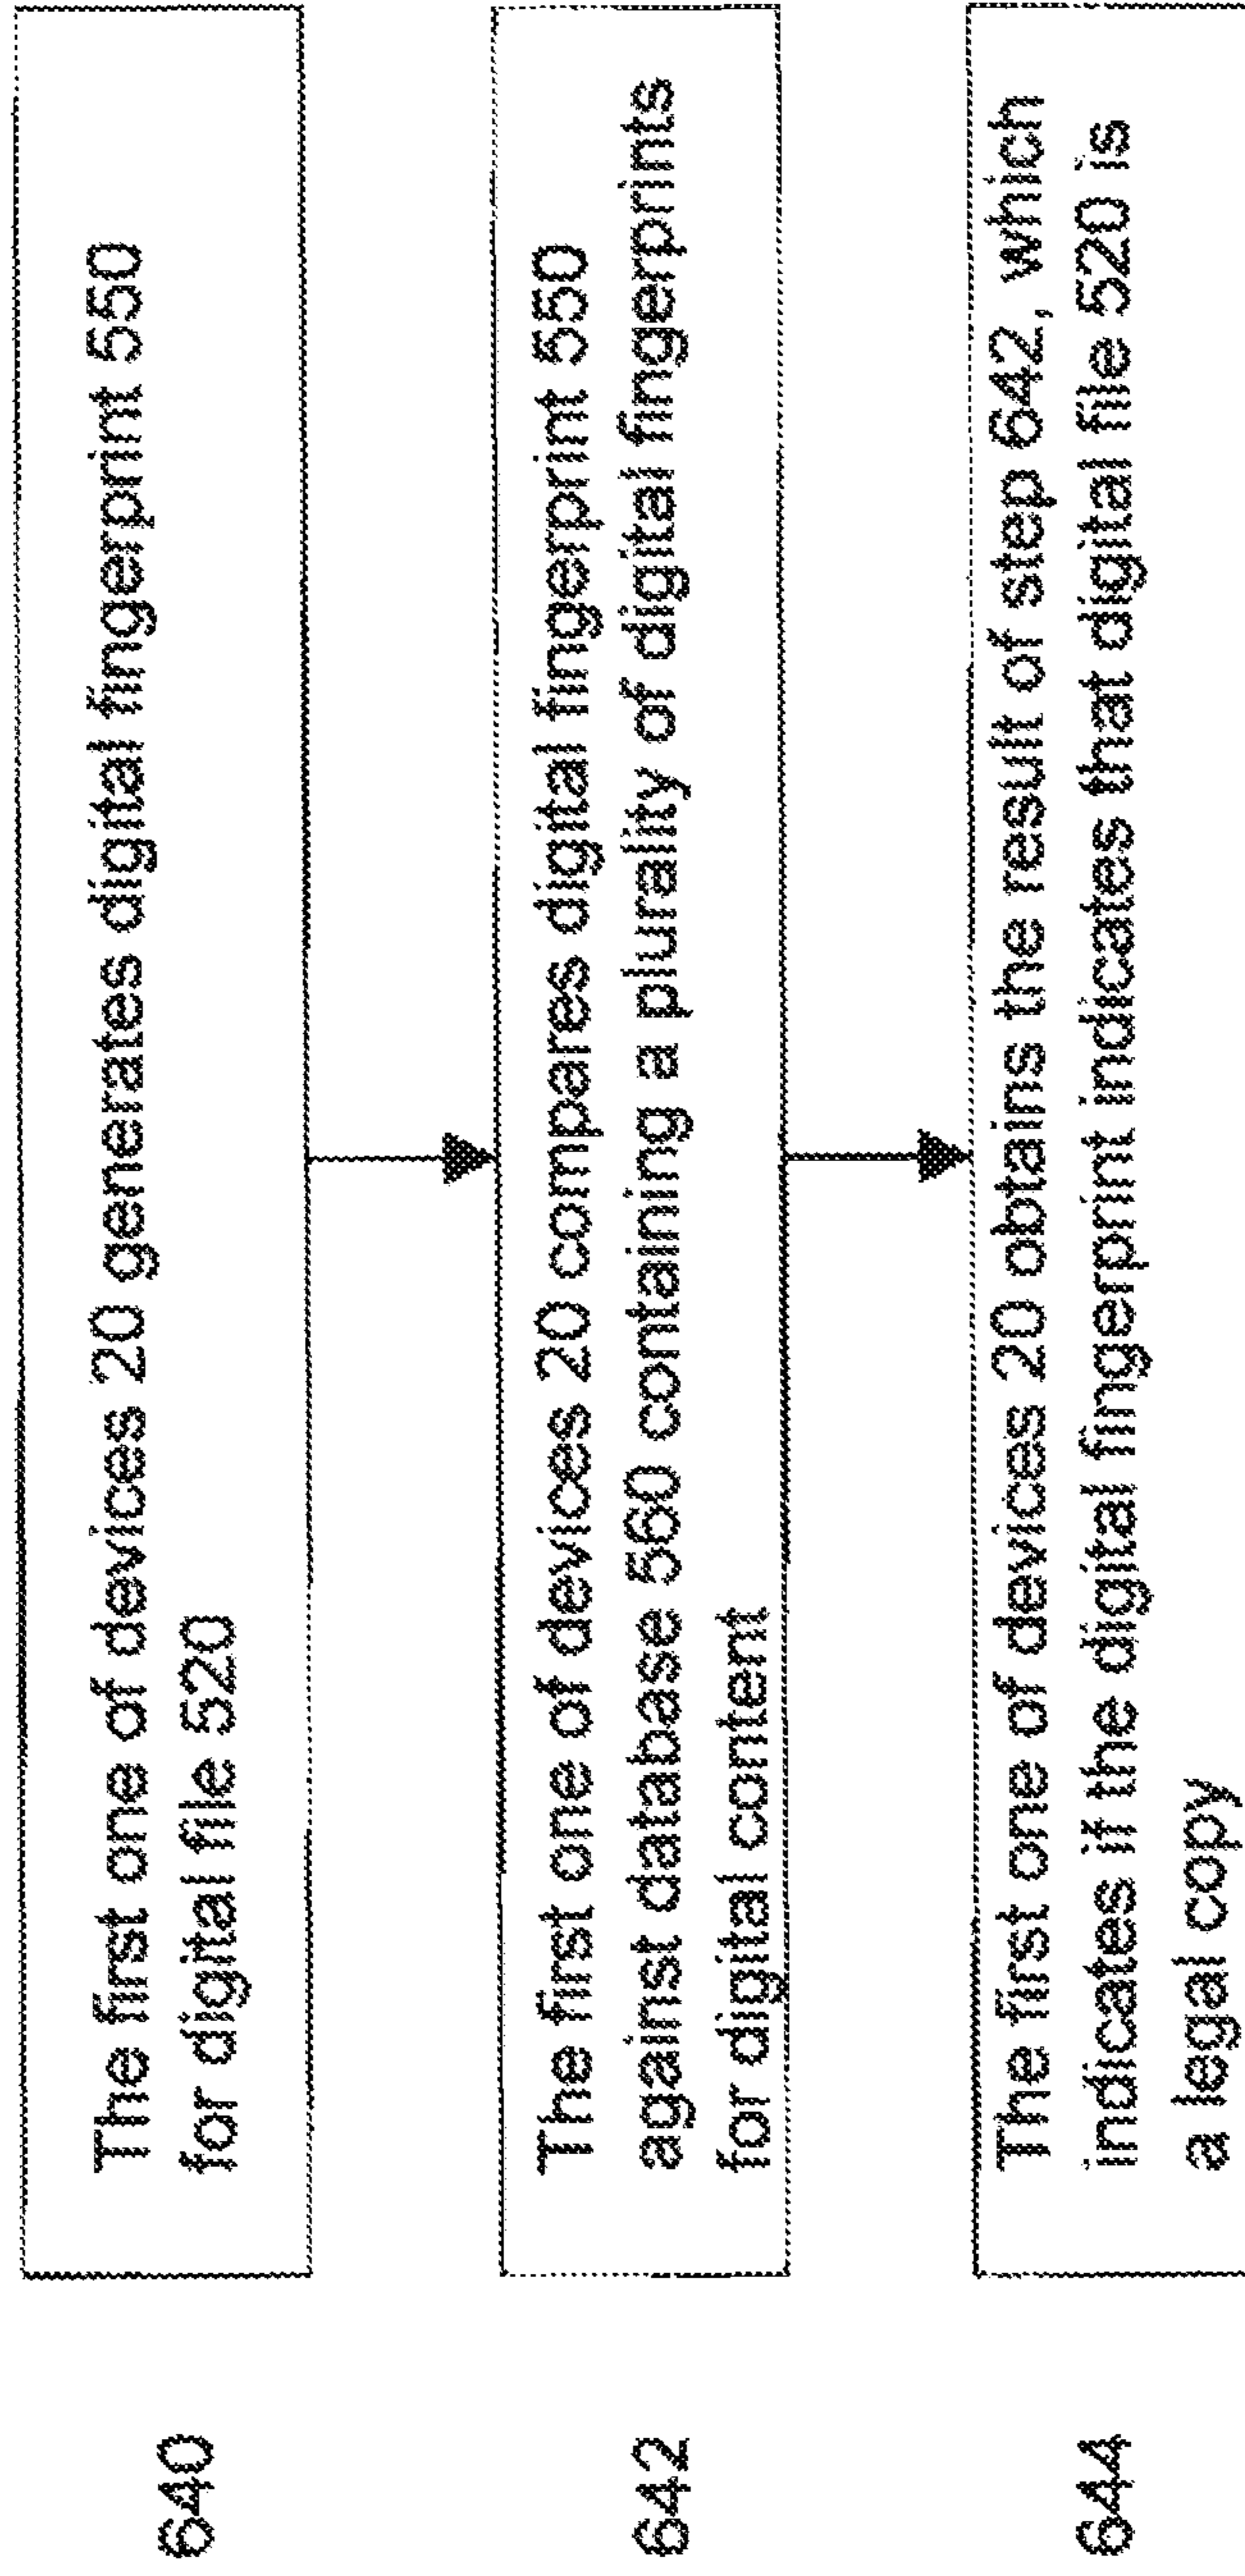 640
The first one of devices 20 generates digital fingerprint 550
for digital file 520
642
The first one of devices 20 compares digital fingerprint 550
against database 560 containing a plurality of digital fingerprints
for digital content
644
The first one of devices 20 obtains the result of step 642, which
indicates if the digital fingerprint indicates that digital file 520 is
a legal copy